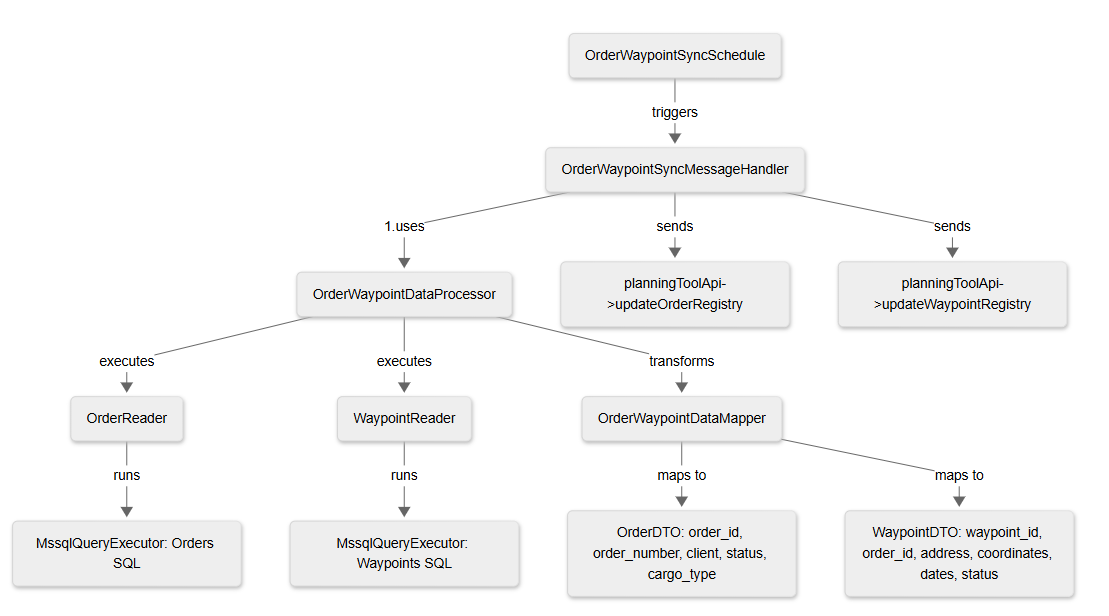 OrderWaypointSyncSchedule
triggers
OrderWaypointSyncMessageHandler
1.uses
sends
sends
OrderWaypointDataProcessor
planningToolApi-
>updateOrderRegistry
planningToolApi-
>updateWaypointRegistry
executes
executes
transforms
OrderReader
WaypointReader
OrderWaypointDataMapper
runs
runs
maps to
maps to
MssqlQueryExecutor: Orders
SQL
MssqlQueryExecutor:
Waypoints SQL
OrderDTO: order_id,
order_number, client, status,
cargo_type
WaypointDTO: waypoint_id,
order_id, address, coordinates,
dates, status